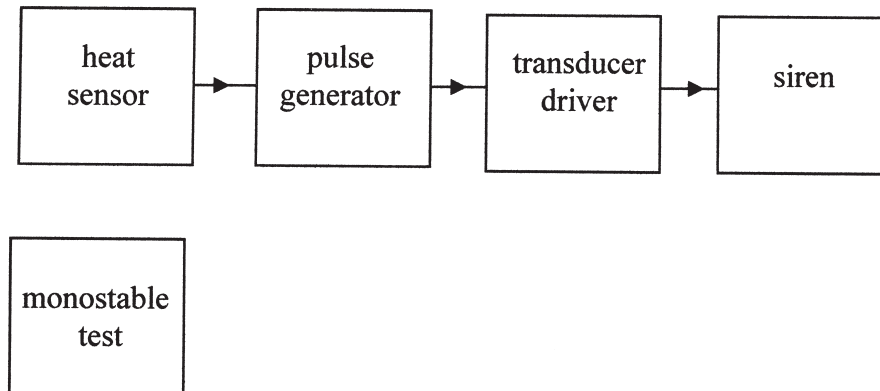 heat
sensor
pulse
generator
transducer
driver
siren
monostable
test